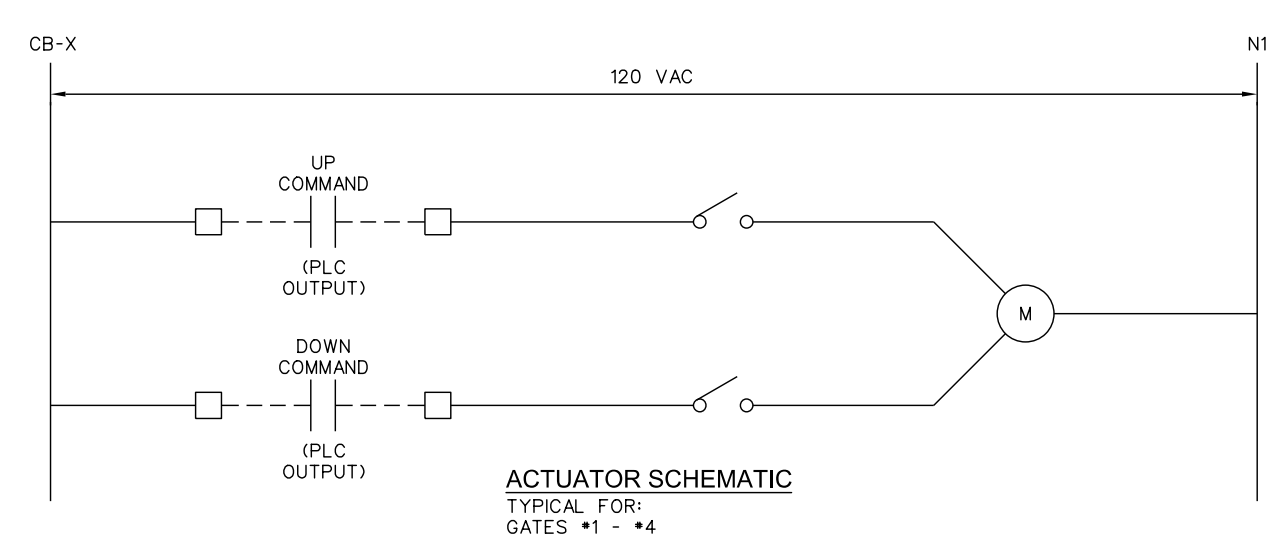 CB-X
N1
120 VAC
UP
COMMAND
(PLC
OUTPUT)
M
DOWN
COMMAND
(PLC
OUTPUT)
ACTUATOR SCHEMATIC
TYPICAL FOR:
GATES #1 - #4